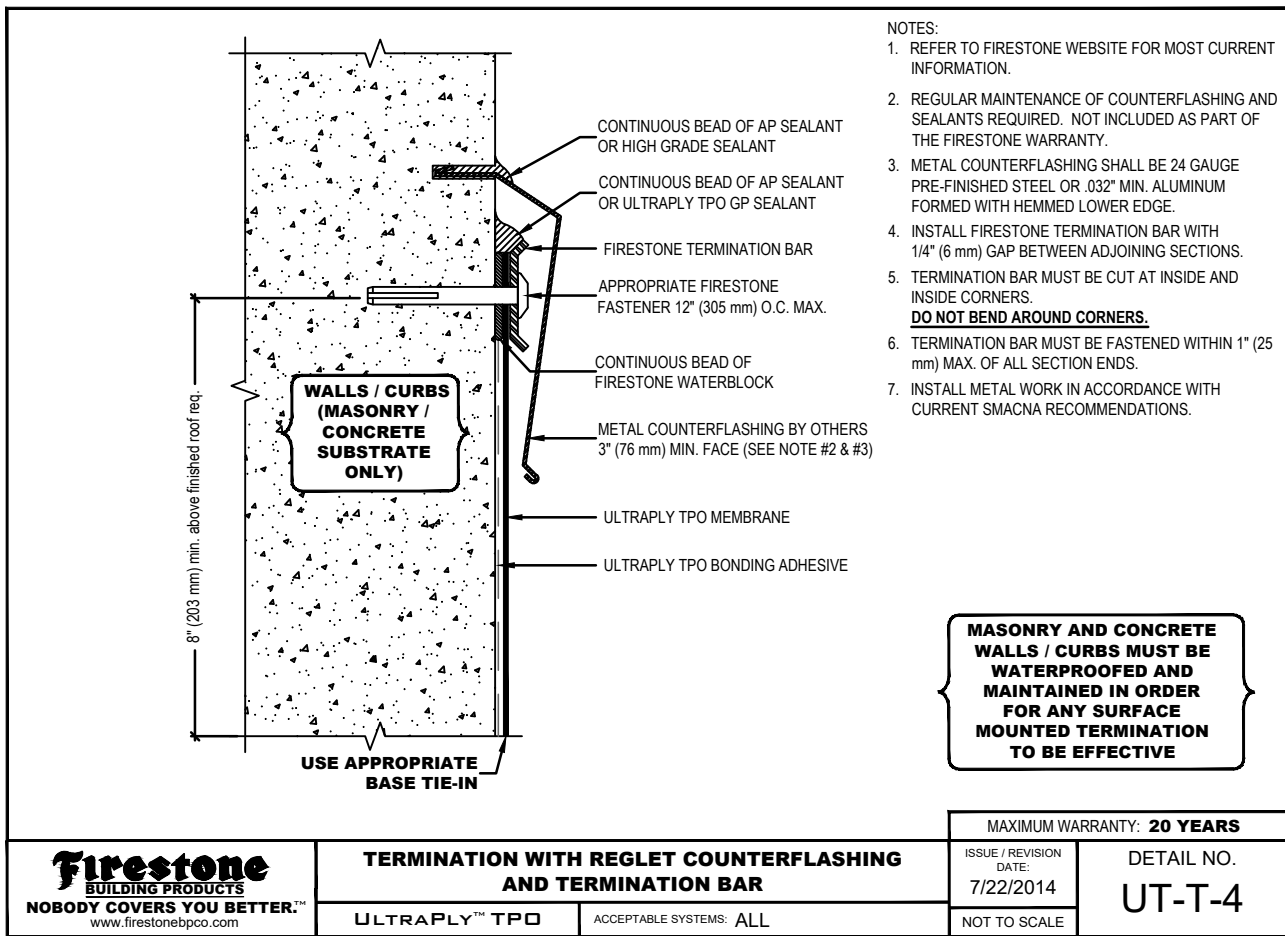 NOTES:
1. REFER TO FIRESTONE WEBSITE FOR MOST CURRENT
INFORMATION.
2. REGULAR MAINTENANCE OF COUNTERFLASHING AND
SEALANTS REQUIRED. NOT INCLUDED AS PART OF
THE FIRESTONE WARRANTY.
3. METAL COUNTERFLASHING SHALL BE 24 GAUGE
PRE-FINISHED STEEL OR .032" MIN. ALUMINUM
FORMED WITH HEMMED LOWER EDGE.
4. INSTALL FIRESTONE TERMINATION BAR WITH
1/4" (6 mm) GAP BETWEEN ADJOINING SECTIONS.
5. TERMINATION BAR MUST BE CUT AT INSIDE AND
INSIDE CORNERS.
DO NOT BEND AROUND CORNERS.
6. TERMINATION BAR MUST BE FASTENED WITHIN 1" (25
mm) MAX. OF ALL SECTION ENDS.
7. INSTALL METAL WORK IN ACCORDANCE WITH
CURRENT SMACNA RECOMMENDATIONS.
CONTINUOUS BEAD OF AP SEALANT
OR HIGH GRADE SEALANT
CONTINUOUS BEAD OF AP SEALANT
OR ULTRAPLY TPO GP SEALANT
FIRESTONE TERMINATION BAR
APPROPRIATE FIRESTONE
FASTENER 12" (305 mm) O.C. MAX.
CONTINUOUS BEAD OF
FIRESTONE WATERBLOCK
METAL COUNTERFLASHING BY OTHERS
3" (76 mm) MIN. FACE (SEE NOTE #2 & #3)
ULTRAPLY TPO MEMBRANE
ULTRAPLY TPO BONDING ADHESIVE
WALLS / CURBS
(MASONRY /
CONCRETE
SUBSTRATE
ONLY)
8" (203 mm) min. above finished roof req.
USE APPROPRIATE
BASE TIE-IN
MASONRY AND CONCRETE
WALLS / CURBS MUST BE
WATERPROOFED AND
MAINTAINED IN ORDER
FOR ANY SURFACE
MOUNTED TERMINATION
TO BE EFFECTIVE
MAXIMUM WARRANTY: 20 YEARS
Firestone
BUILDING PRODUCTS
NOBODY COVERS YOU BETTER.™
www.firestonebpco.com
TERMINATION WITH REGLET COUNTERFLASHING
AND TERMINATION BAR
ULTRAPLY™ TPO
ACCEPTABLE SYSTEMS: ALL
ISSUE / REVISION
DATE:
7/22/2014
NOT TO SCALE
DETAIL NO.
UT-T-4